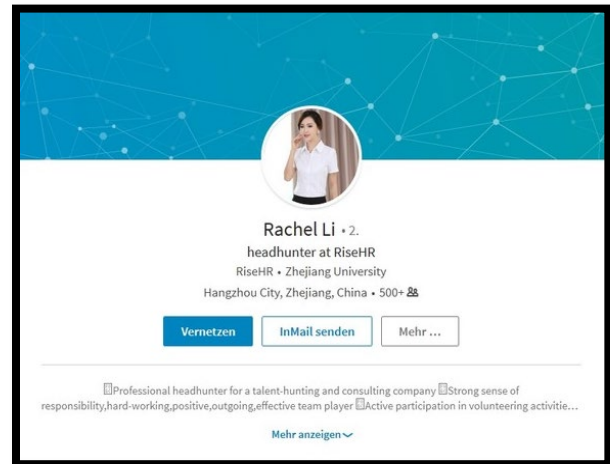 Rachel Li • 2.
headhunter at RiseHR
RiseHR • Zhejiang University
Hangzhou City, Zhejiang, China • 500+
Vernetzen
InMail senden
Mehr ...
Professional headhunter for a talent-hunting and consulting company Strong sense of
responsibility,hard-working,positive,outgoing,effective team player Active participation in volunteering activitie…
Mehr anzeigen